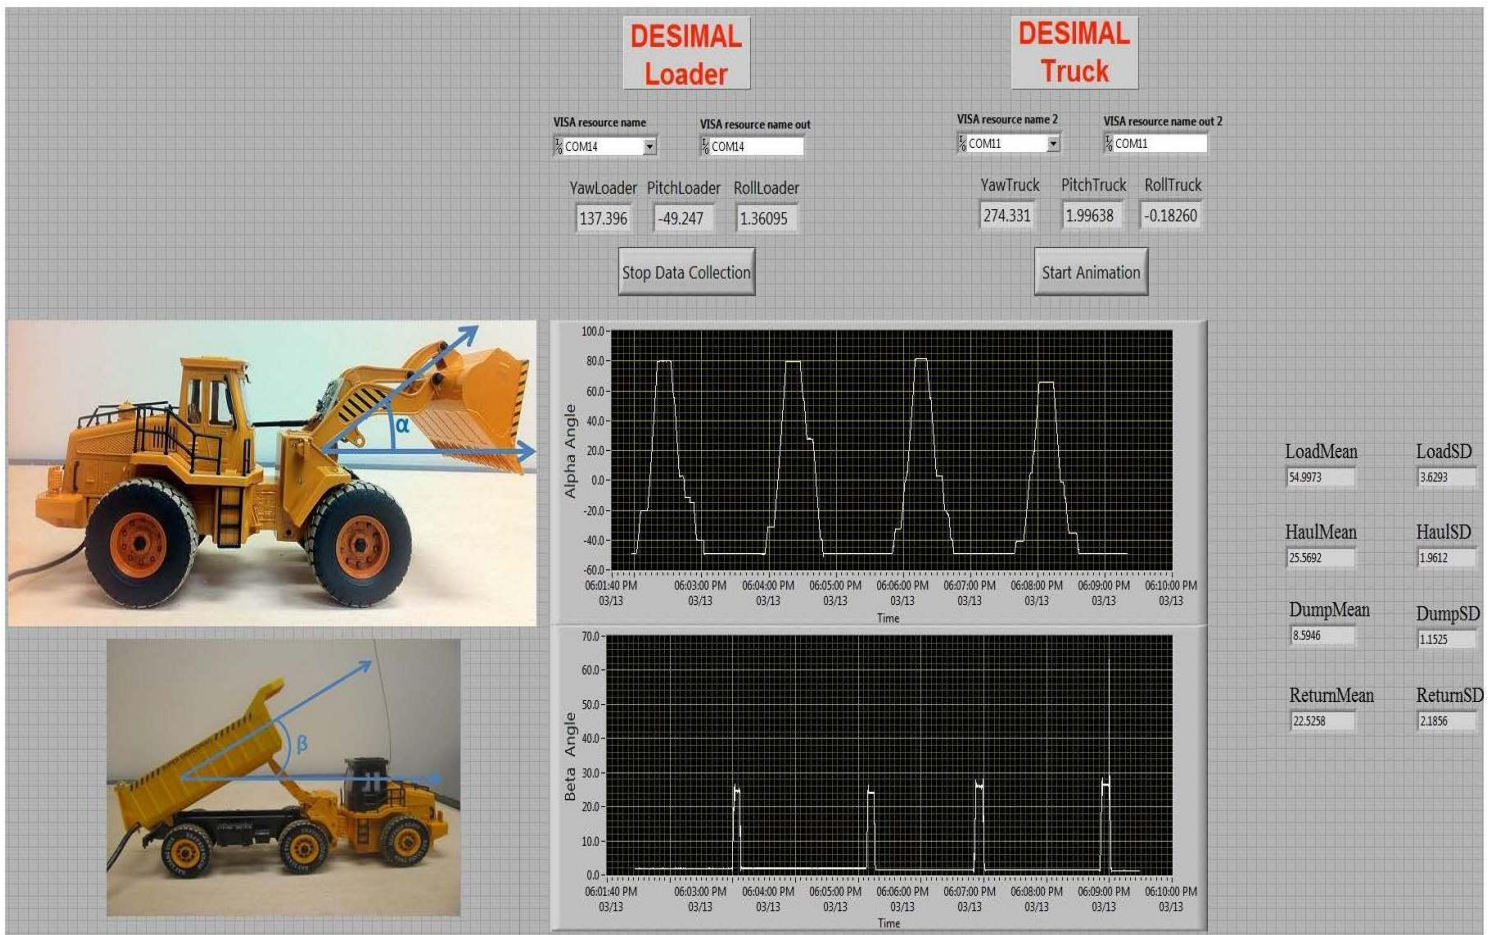 DESIMAL
Loader
DESIMAL
Truck
VISA resource name
VISA resource name out
VISA resource name 2
VISA resource name out 2
COM14
COM14
COM11
COM11
YawLoader PitchLoader RollLoader
YawTruck PitchTruck RollTruck
137.396 -49.247 1.36095
274.331 1.99638 -0.18260
Stop Data Collection
Start Animation
α
Alpha Angle
100.0
80.0
60.0
40.0
20.0
0.0
-20.0
-40.0
-60.0
06:01:40 PM 06:03:00 PM 06:04:00 PM 06:05:00 PM 06:06:00 PM 06:07:00 PM 06:08:00 PM 06:09:00 PM 06:10:00 PM
03/13 03/13 03/13 03/13 03/13 03/13 03/13 03/13 03/13
Time
β
Beta Angle
70.0
60.0
50.0
40.0
30.0
20.0
10.0
0.0
06:01:40 PM 06:03:00 PM 06:04:00 PM 06:05:00 PM 06:06:00 PM 06:07:00 PM 06:08:00 PM 06:09:00 PM 06:10:00 PM
03/13 03/13 03/13 03/13 03/13 03/13 03/13 03/13 03/13
Time
LoadMean LoadSD
54.9973 3.6293
HaulMean HaulSD
25.5692 1.9612
DumpMean DumpSD
8.5946 1.1525
ReturnMean ReturnSD
22.5258 2.1856